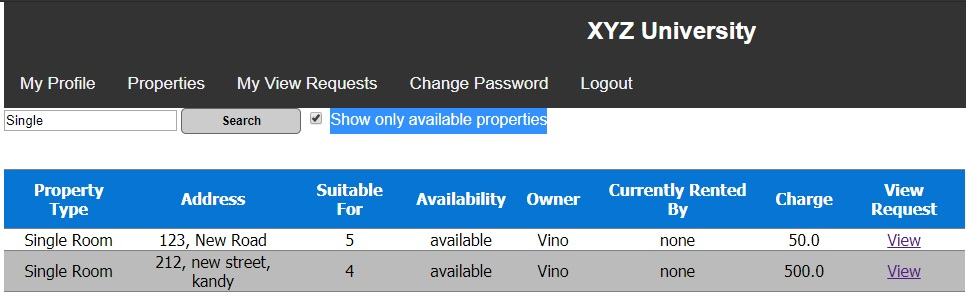 XYZ University
My Profile Properties My View Requests Change Password Logout
Single Search Show only available properties
Property Type Address Suitable For Availability Owner Currently Rented By Charge View Request
Single Room 123, New Road 5 available Vino none 50.0 View
Single Room 212, new street, kandy 4 available Vino none 500.0 View